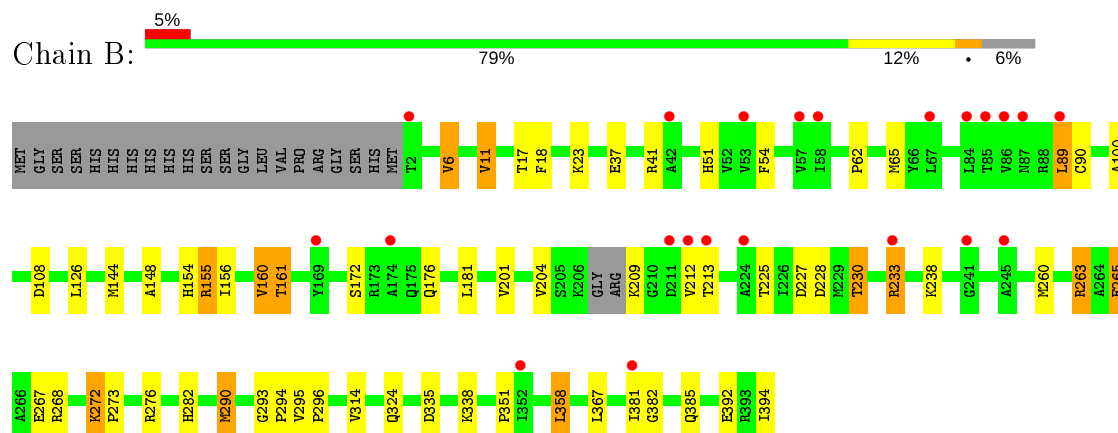 5%
Chain B:
79% 12% • 6%
MET GLY SER SER HIS HIS HIS HIS HIS HIS SER SER GLY LEU VAL PRO ARG GLY SER HIS MET T2 V6 V11 T17 F18 K23 E37 R41 A42 H51 V52 V53 F54 V57 I58 P62 M65 Y66 L67 L84 T85 V86 N87 R88 L89 C90
D108 L126 M144 A148 H154 R155 I156 V160 T161 Y169 S172 R173 A174 Q175 Q176 L181 V201 V204 S205 K206 GLY ARG K209 G210 D211 V212 T213 A224 T225 I226 D227 D228 M229 T230 R233 K238 G241 A245 M260 R263 A264
A266 E267 R268 K272 P273 R276 H282 M290 G293 P294 V295 P296 V314 Q324 D335 K338 P351 I352 L358 L367 I381 G382 Q385 E392 R393 I394